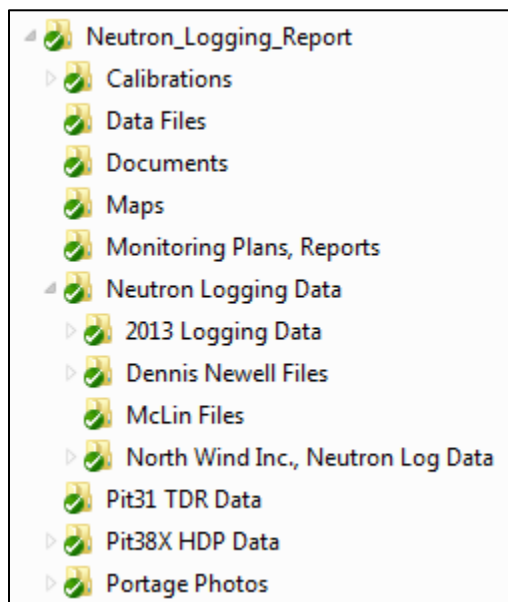 Neutron_Logging_Report
Calibrations
Data Files
Documents
Maps
Monitoring Plans, Reports
Neutron Logging Data
2013 Logging Data
Dennis Newell Files
McLin Files
North Wind Inc., Neutron Log Data
Pit31 TDR Data
Pit38X HDP Data
Portage Photos